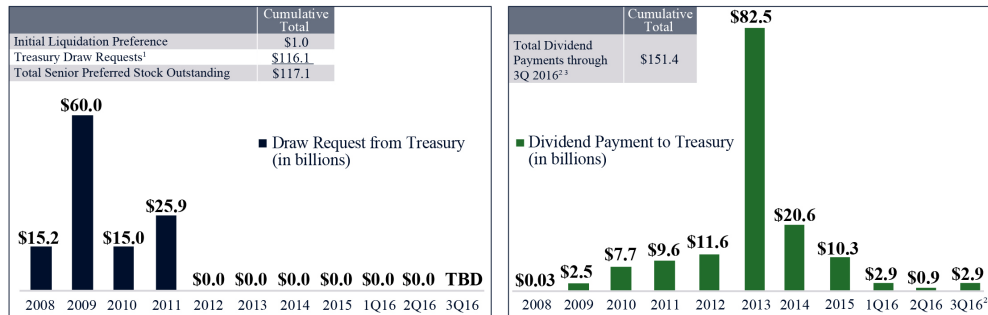 Cumulative
Total
Initial Liquidation Preference $1.0
Treasury Draw Requests¹ $116.1
Total Senior Preferred Stock Outstanding $117.1
Draw Request from Treasury
(in billions)
$15.2 $60.0 $15.0 $25.9 $0.0 $0.0 $0.0 $0.0 $0.0 $0.0 TBD
2008 2009 2010 2011 2012 2013 2014 2015 1Q16 2Q16 3Q16
Cumulative
Total
Total Dividend
Payments through $151.4
3Q 2016² ³
Dividend Payment to Treasury
(in billions)
$0.03 $2.5 $7.7 $9.6 $11.6 $82.5 $20.6 $10.3 $2.9 $0.9 $2.9
2008 2009 2010 2011 2012 2013 2014 2015 1Q16 2Q16 3Q16²